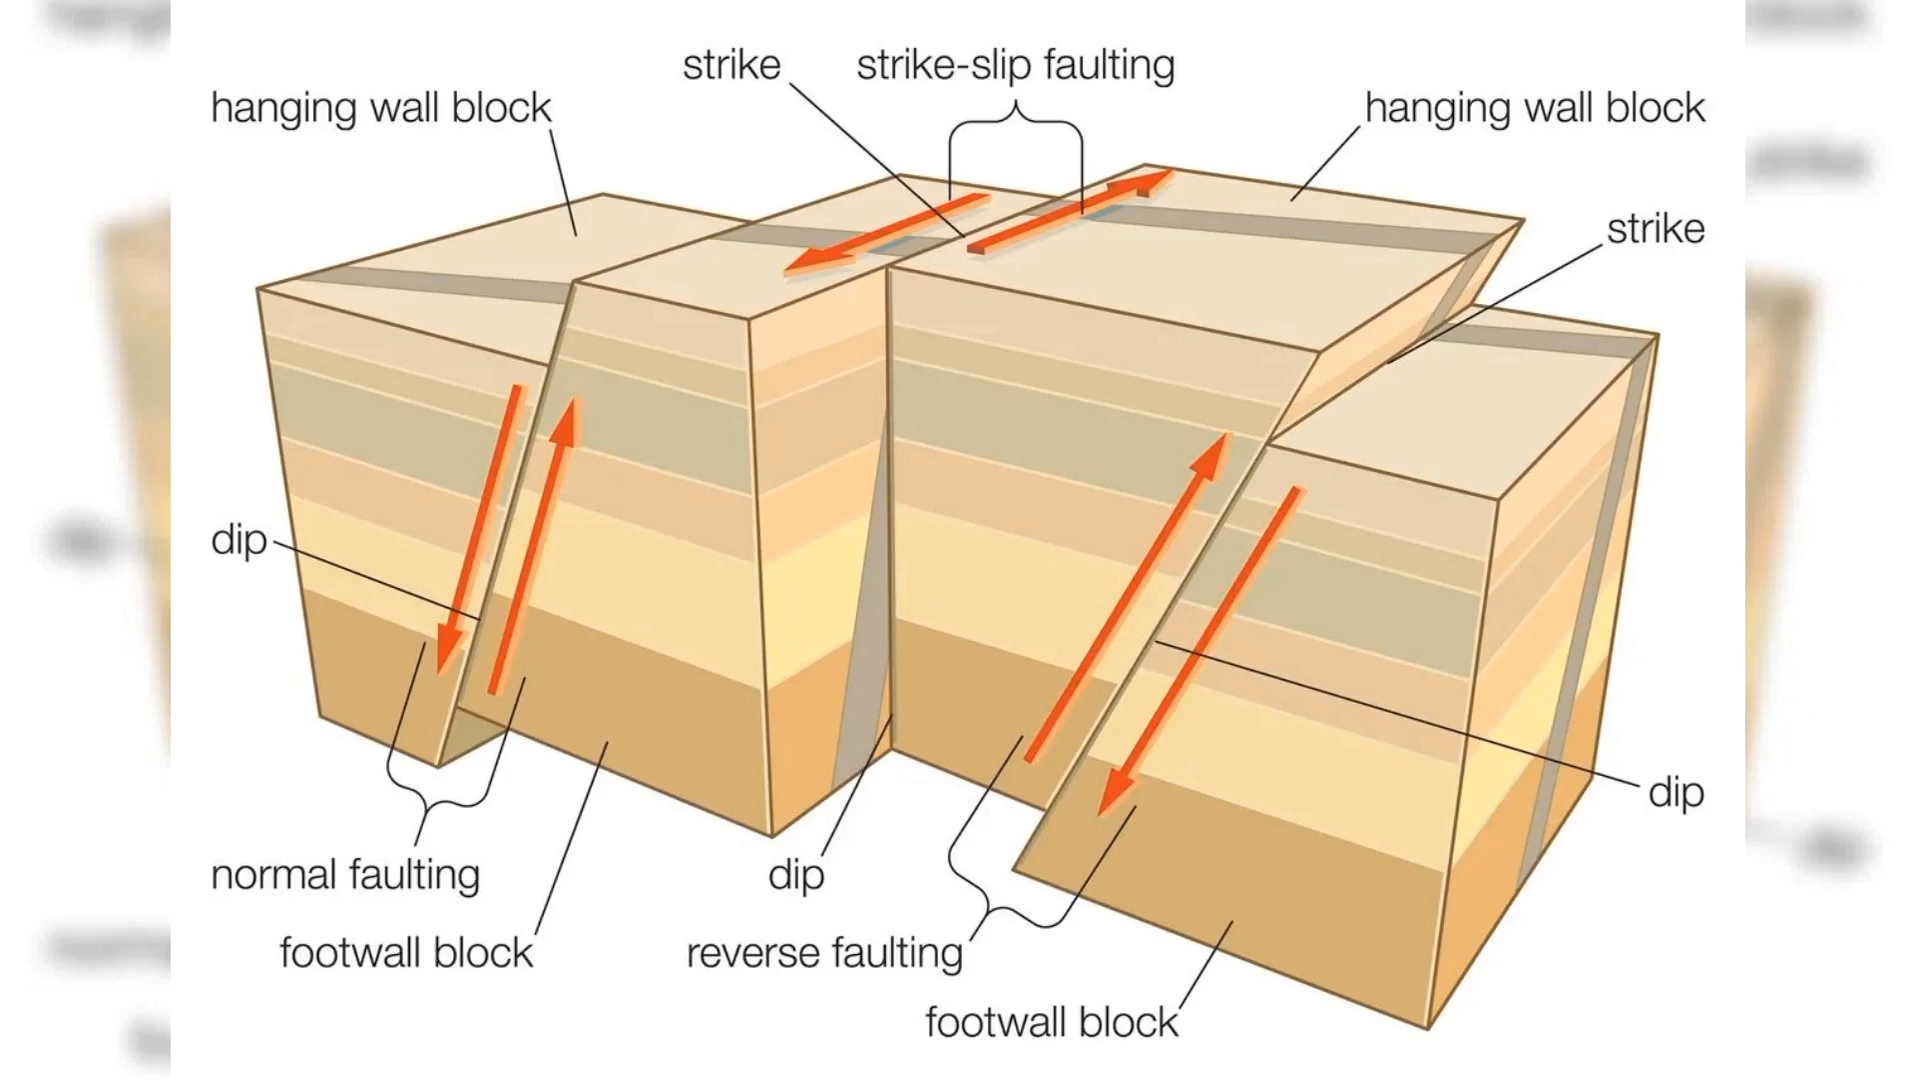 strike
strike-slip faulting
hanging wall block
hanging wall block
strike
dip
dip
normal faulting
dip
footwall block
reverse faulting
footwall block